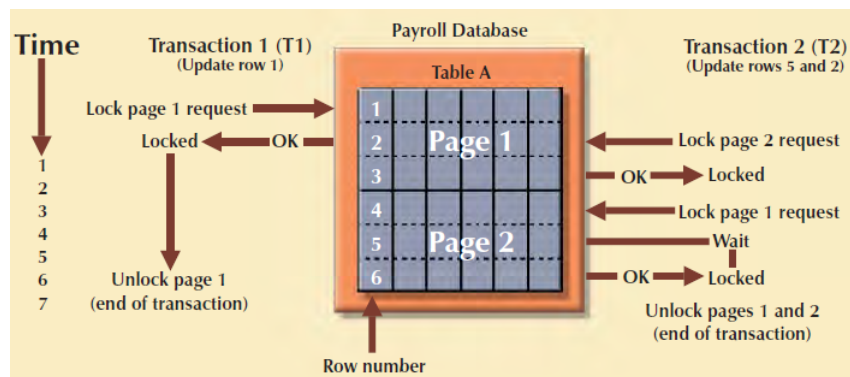 Payroll Database
Time
Transaction 1 (T1)
(Update row 1)
Transaction 2 (T2)
(Update rows 5 and 2)
Table A
Lock page 1 request
Locked
OK
1
2
3
4
5
6
7
Unlock page 1
(end of transaction)
1
2
3
4
5
6
Page 1
Page 2
Row number
Lock page 2 request
OK
Locked
Lock page 1 request
Wait
OK
Locked
Unlock pages 1 and 2
(end of transaction)